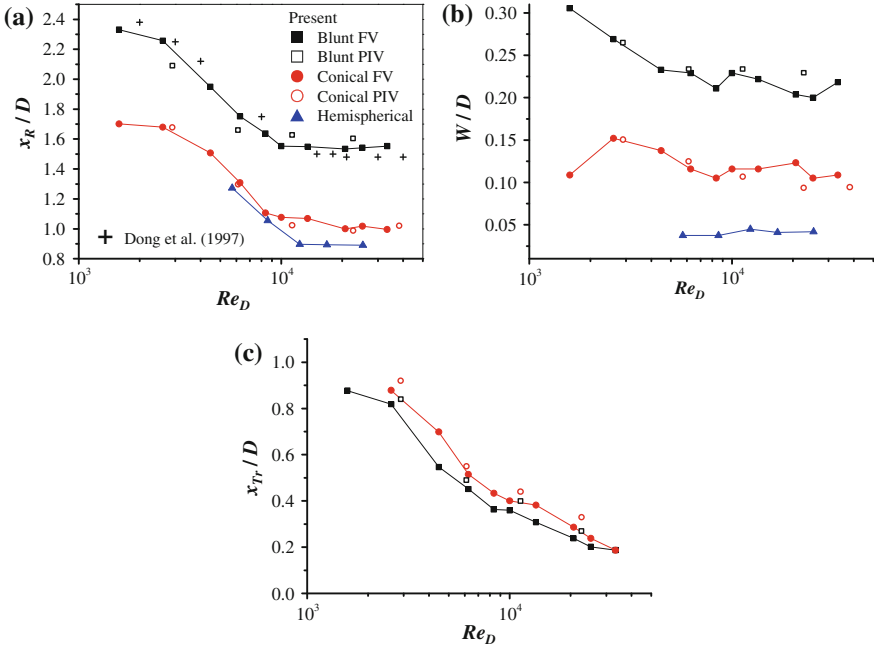 (a)
2.4
2.2
2.0
1.8
1.6
1.4
1.2
1.0
0.8
x_R / D
Present
Blunt FV
Blunt PIV
Conical FV
Conical PIV
Hemispherical
+ Dong et al. (1997)
10³
10⁴
Re_D
(b)
0.30
0.25
0.20
0.15
0.10
0.05
W / D
10³
10⁴
Re_D
(c)
1.0
0.8
0.6
0.4
0.2
0.0
x_Tr / D
10³
10⁴
Re_D